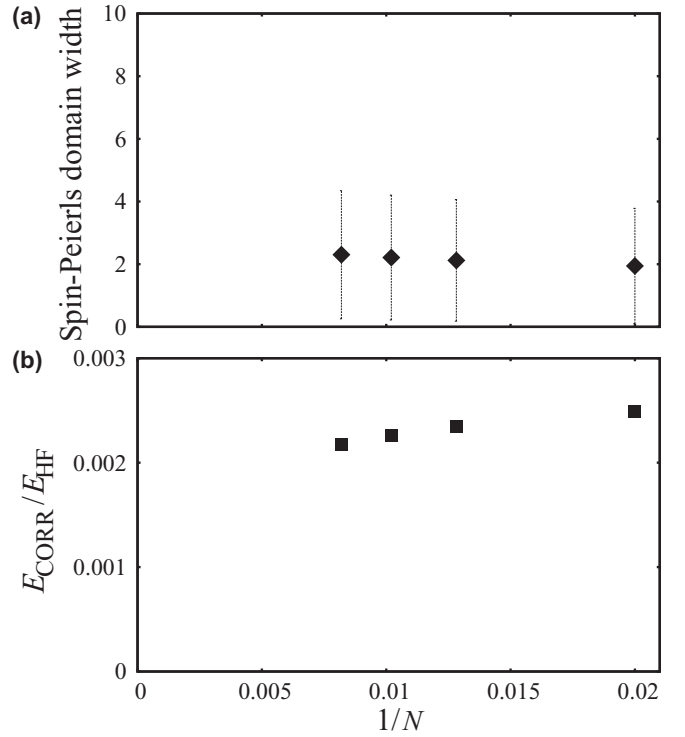 (a)
Spin-Peierls domain width
10
8
6
4
2
0
(b)
E_CORR/E_HF
0.003
0.002
0.001
0
0 0.005 0.01 0.015 0.02
1/N